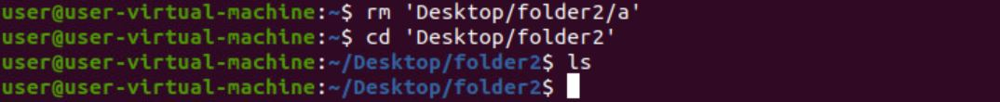 user@user-virtual-machine:~$ rm 'Desktop/folder2/a'
user@user-virtual-machine:~$ cd 'Desktop/folder2'
user@user-virtual-machine:~/Desktop/folder2$ ls
user@user-virtual-machine:~/Desktop/folder2$